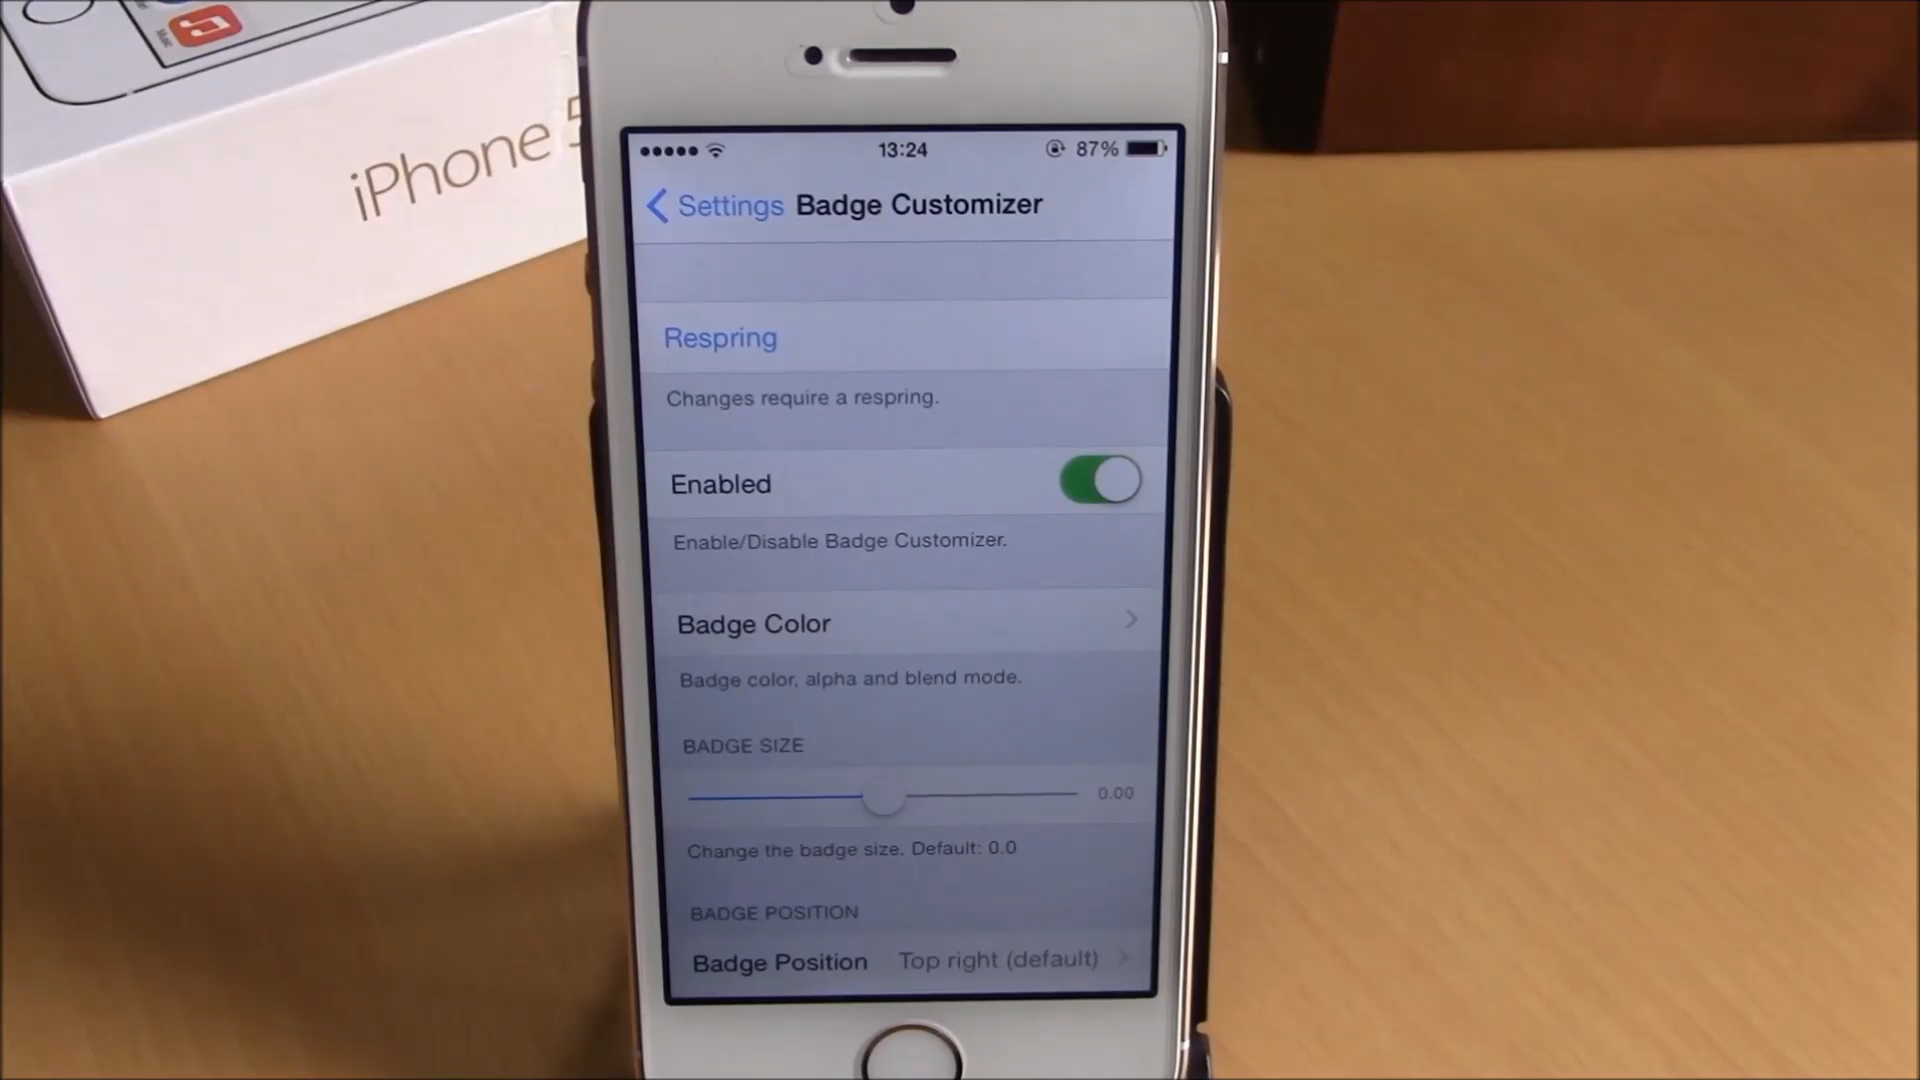 Music
iPhone 5
13:24
87%
Settings Badge Customizer
Respring
Changes require a respring.
Enabled
Enable/Disable Badge Customizer.
Badge Color
Badge color, alpha and blend mode.
BADGE SIZE
0.00
Change the badge size. Default: 0.0
BADGE POSITION
Badge Position Top right (default)